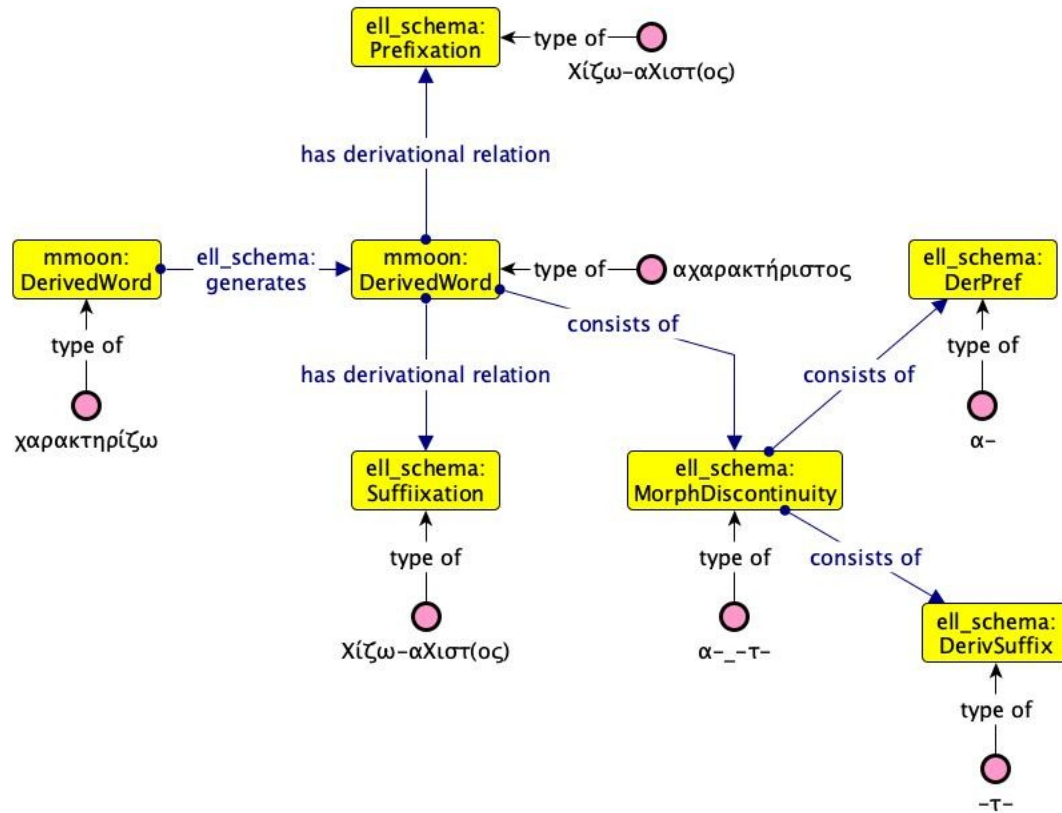 ell_schema:
Prefixation
type of
Χίζω-αΧιστ(ος)
has derivational relation
mmoon:
DerivedWord
ell_schema:
generates
mmoon:
DerivedWord
type of
αχαρακτήριστος
ell_schema:
DerPref
type of
χαρακτηρίζω
has derivational relation
consists of
consists of
type of
α-
ell_schema:
Suffiixation
ell_schema:
MorphDiscontinuity
type of
Χίζω-αΧιστ(ος)
type of
α-_-τ-
consists of
ell_schema:
DerivSuffix
type of
-τ-